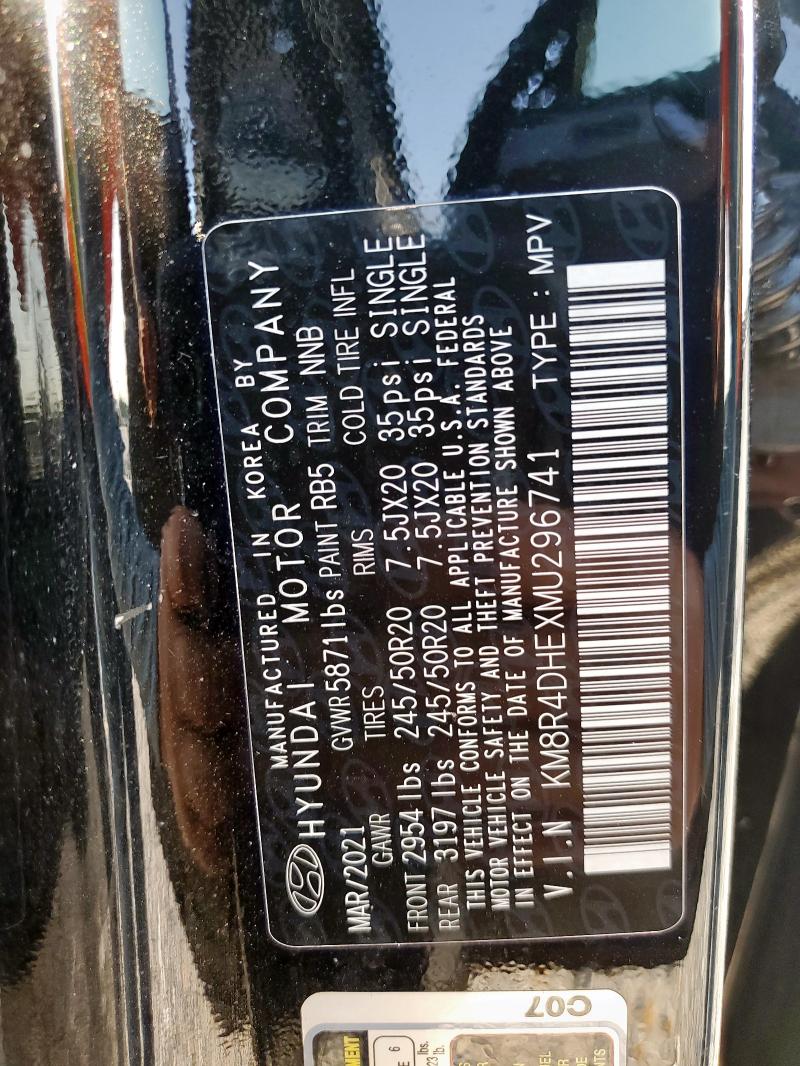 MANUFACTURED IN KOREA BY
HYUNDAI MOTOR COMPANY
MAR/2021 GVWR 5871lbs PAINT RB5 TRIM NNB
GAWR TIRES RIMS COLD TIRE INFL
FRONT 2954 lbs 245/50R20 7.5JX20 35psi SINGLE
REAR 3197 lbs 245/50R20 7.5JX20 35psi SINGLE
THIS VEHICLE CONFORMS TO ALL APPLICABLE U.S.A. FEDERAL
MOTOR VEHICLE SAFETY AND THEFT PREVENTION STANDARDS
IN EFFECT ON THE DATE OF MANUFACTURE SHOWN ABOVE
V.I.N KM8R4DHEXMU296741 TYPE : MPV
C07